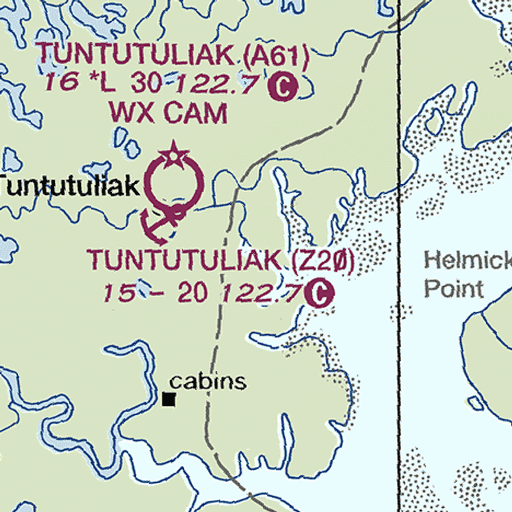 TUNTUTULIAK (A61)
16 *L 30 122.7 C
WX CAM
Tuntutuliak
TUNTUTULIAK (Z20)
15 - 20 122.7 C
Helmick
Point
cabins